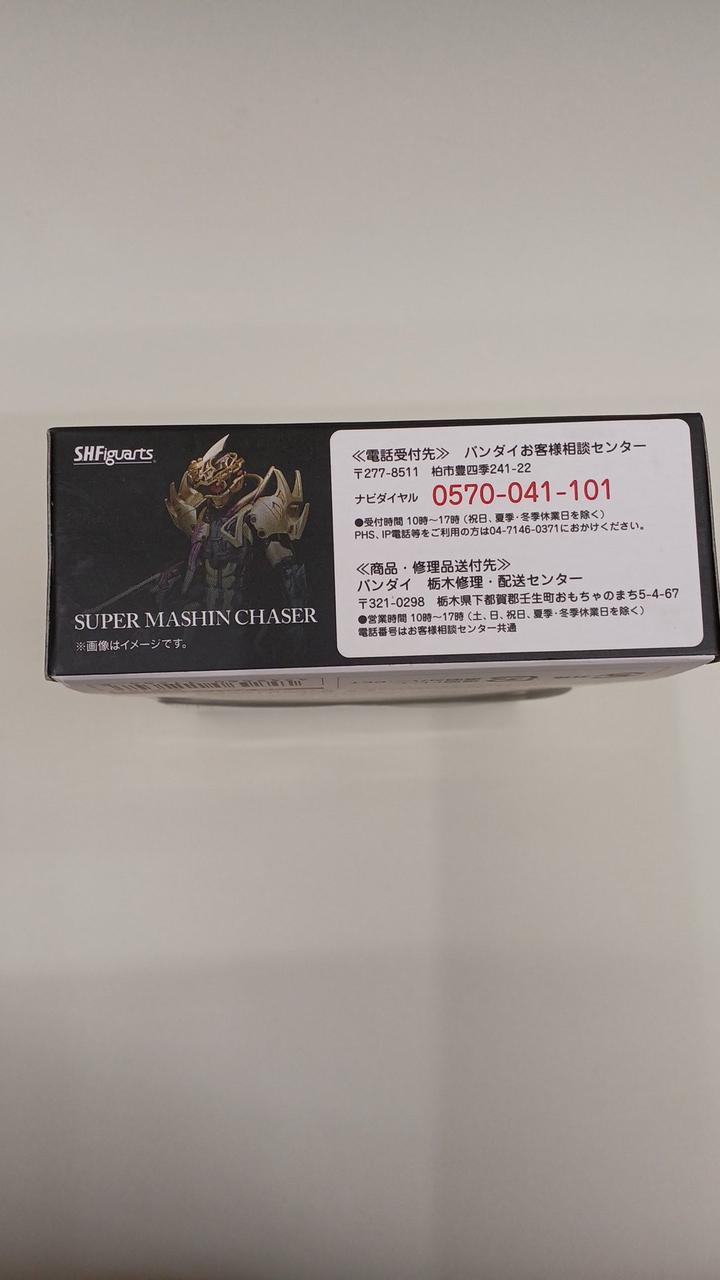 S.H.Figuarts
SUPER MASHIN CHASER
※画像はイメージです。
≪電話受付先≫ バンダイお客様相談センター
〒277-8511 柏市豊四季241-22
ナビダイヤル 0570-041-101
●受付時間 10時〜17時(祝日、夏季・冬季休業日を除く)
PHS、IP電話等をご利用の方は04-7146-0371におかけください。
≪商品・修理品送付先≫
バンダイ 栃木修理・配送センター
〒321-0298 栃木県下都賀郡壬生町おもちゃのまち5-4-67
●営業時間 10時〜17時(土、日、祝日、夏季・冬季休業日を除く)
電話番号はお客様相談センター共通